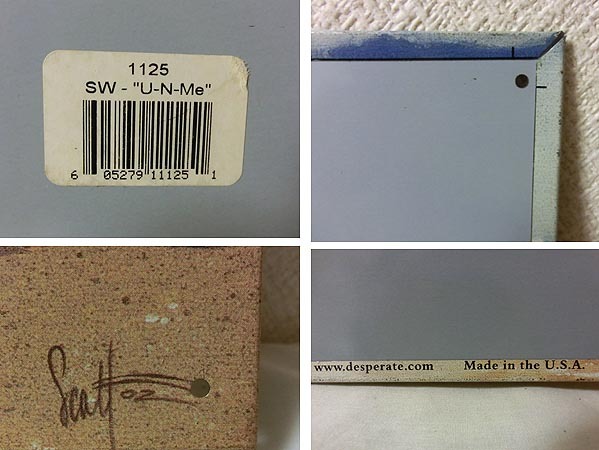 1125
SW - "U-N-Me"
6 05279 11125 1
Scott 02
www.desperate.com Made in the U.S.A.